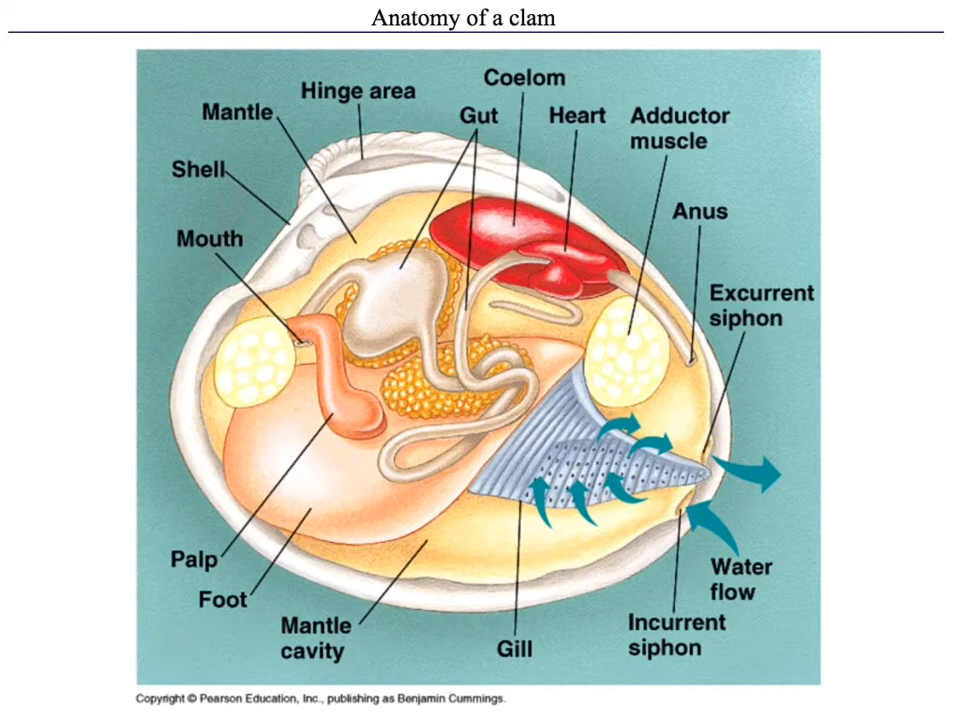 Anatomy of a clam
Coelom
Hinge area
Mantle
Gut
Heart
Adductor
muscle
Shell
Anus
Mouth
Excurrent
siphon
Palp
Foot
Water
flow
Mantle
cavity
Gill
Incurrent
siphon
Copyright © Pearson Education, Inc., publishing as Benjamin Cummings.